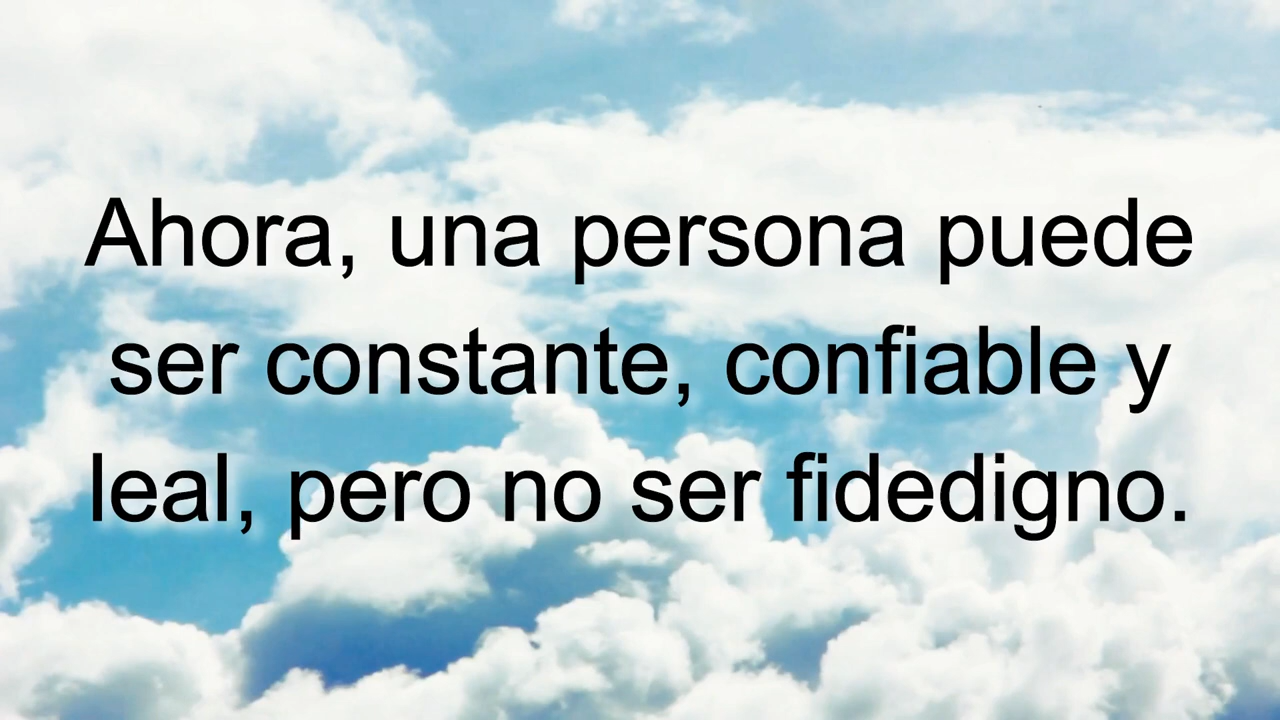 Ahora, una persona puede
ser constante, confiable y
leal, pero no ser fidedigno.